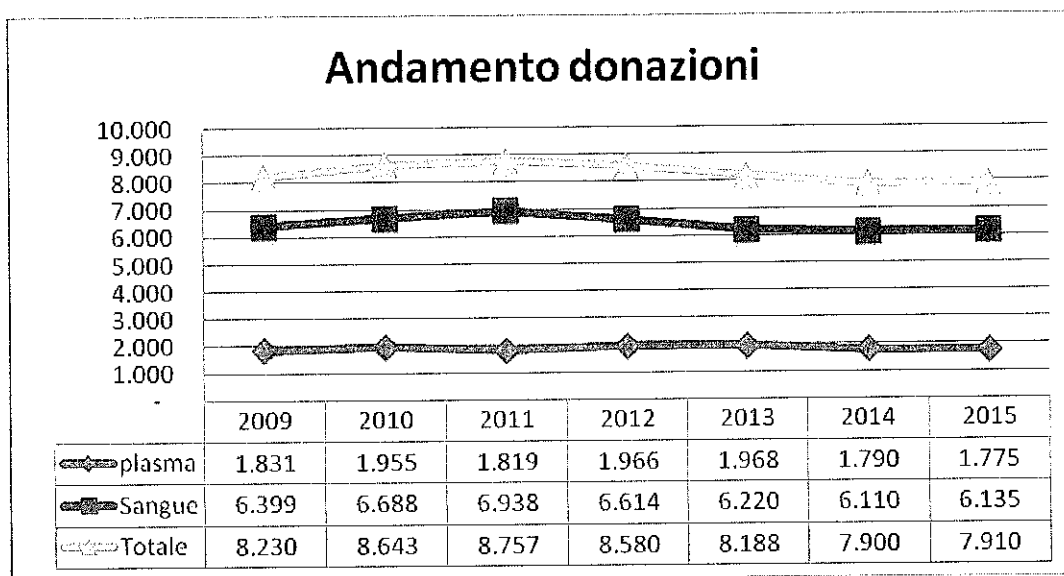 Andamento donazioni
10.000
9.000
8.000
7.000
6.000
5.000
4.000
3.000
2.000
1.000
-
2009 2010 2011 2012 2013 2014 2015
plasma 1.831 1.955 1.819 1.966 1.968 1.790 1.775
Sangue 6.399 6.688 6.938 6.614 6.220 6.110 6.135
Totale 8.230 8.643 8.757 8.580 8.188 7.900 7.910